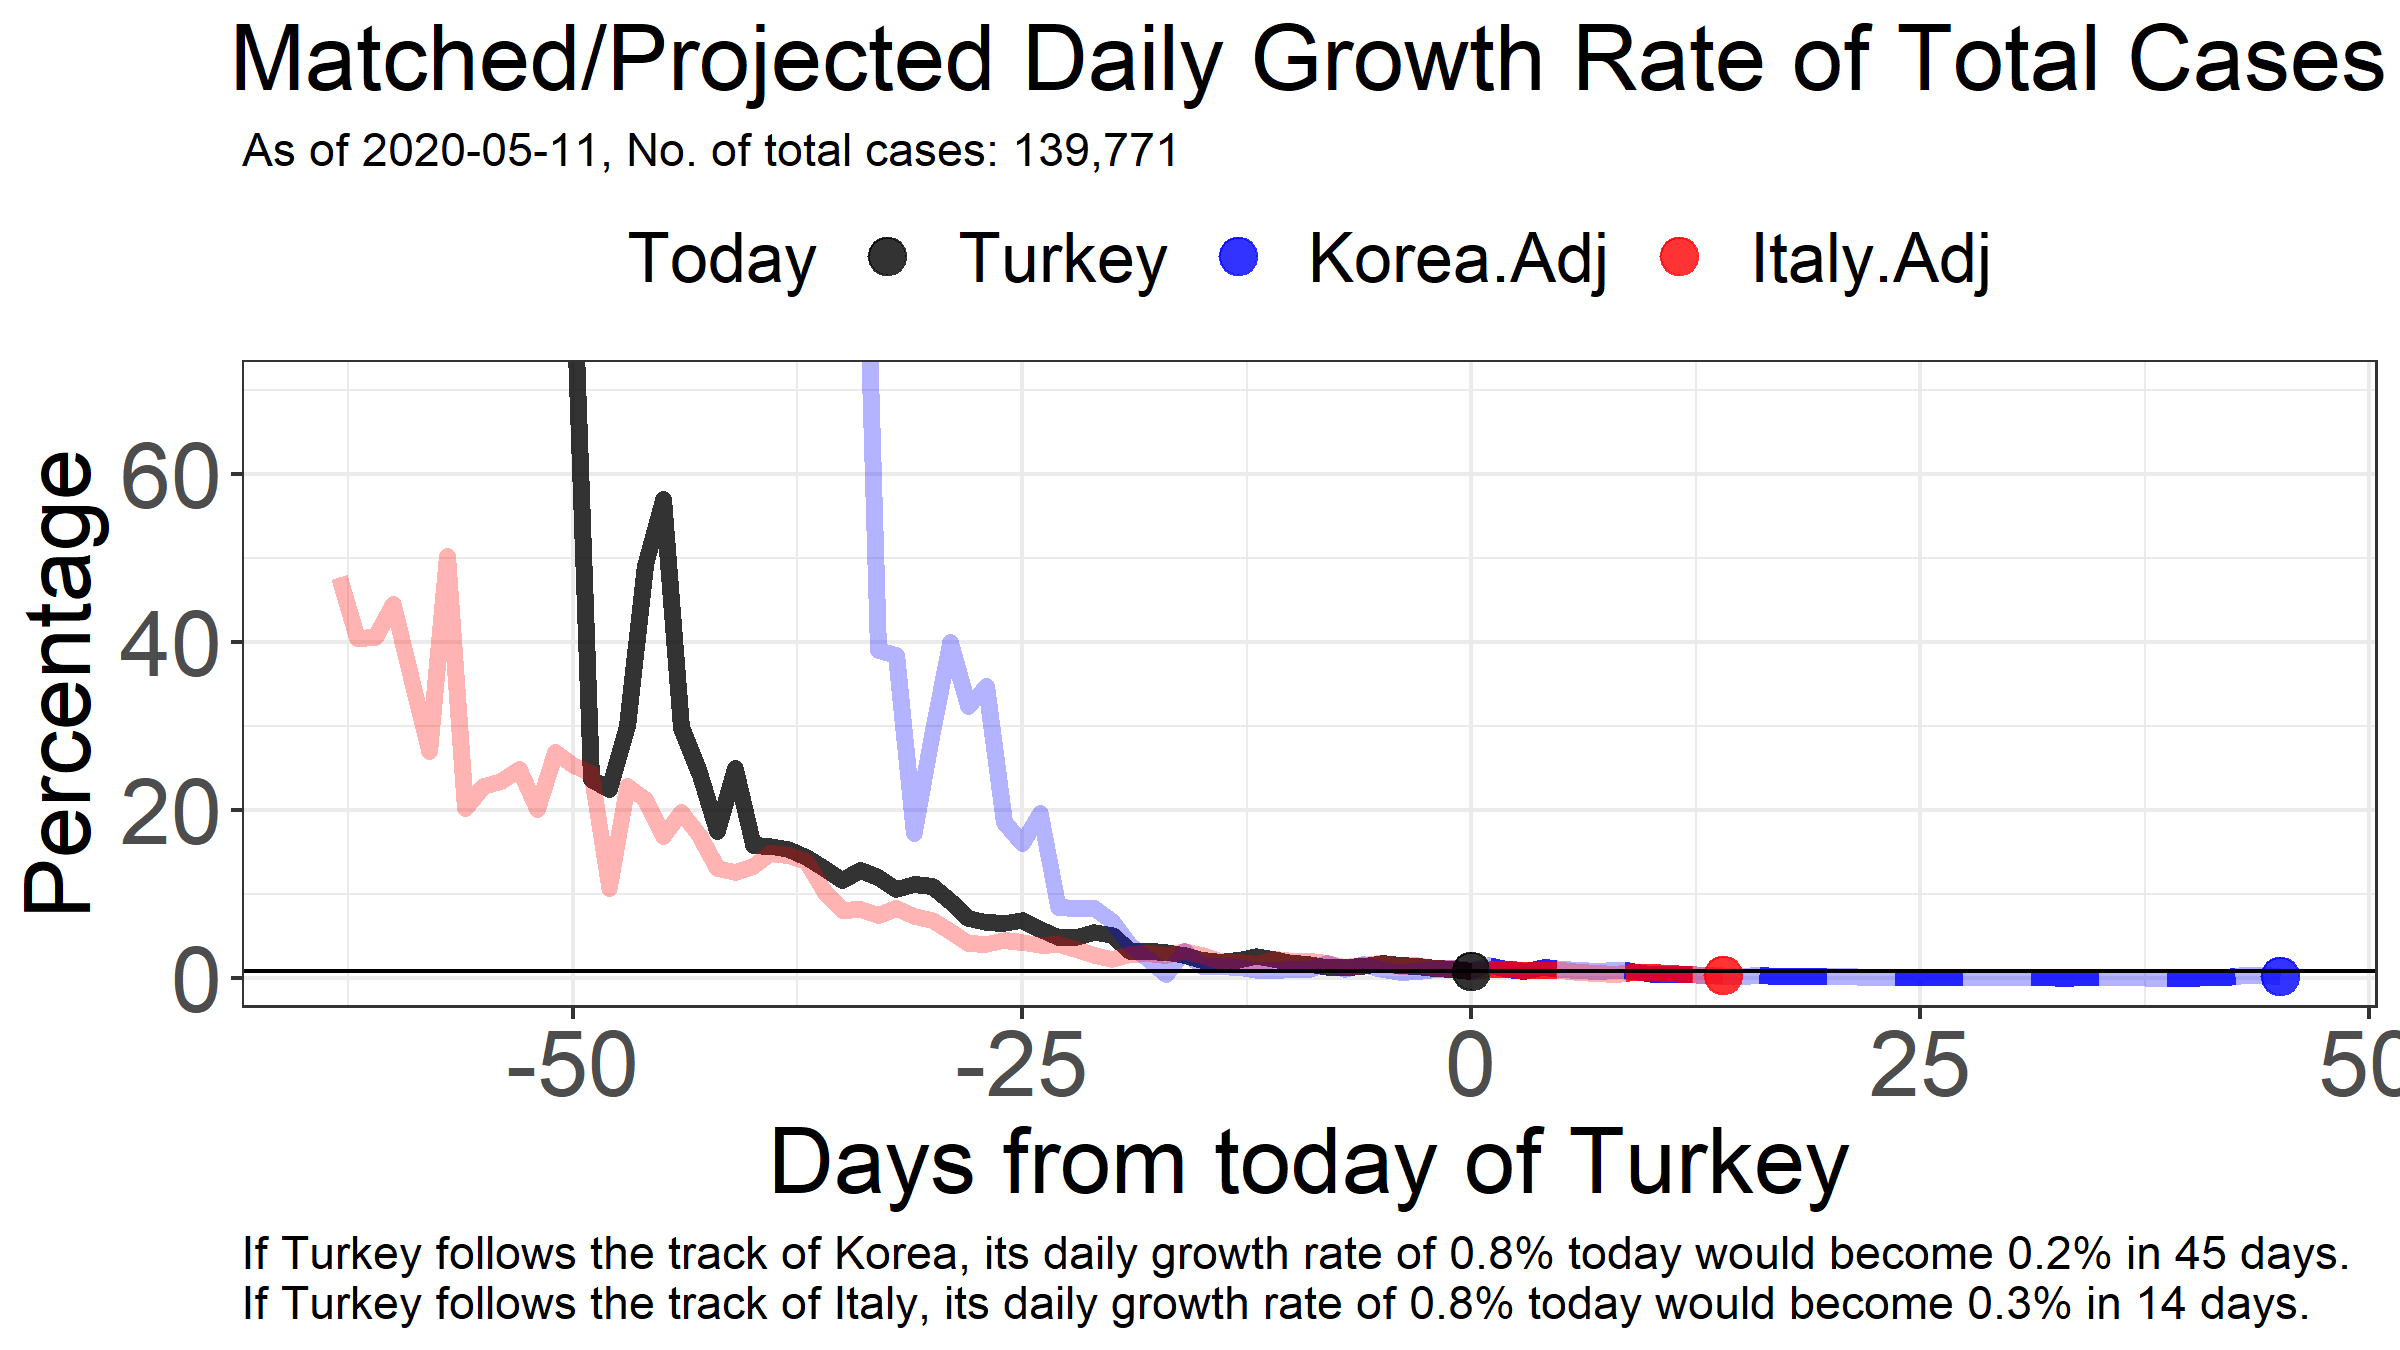 Matched/Projected Daily Growth Rate of Total Cases
As of 2020-05-11, No. of total cases: 139,771
Today Turkey Korea.Adj Italy.Adj
Percentage
60
40
20
0
-50 -25 0 25 50
Days from today of Turkey
If Turkey follows the track of Korea, its daily growth rate of 0.8% today would become 0.2% in 45 days.
If Turkey follows the track of Italy, its daily growth rate of 0.8% today would become 0.3% in 14 days.